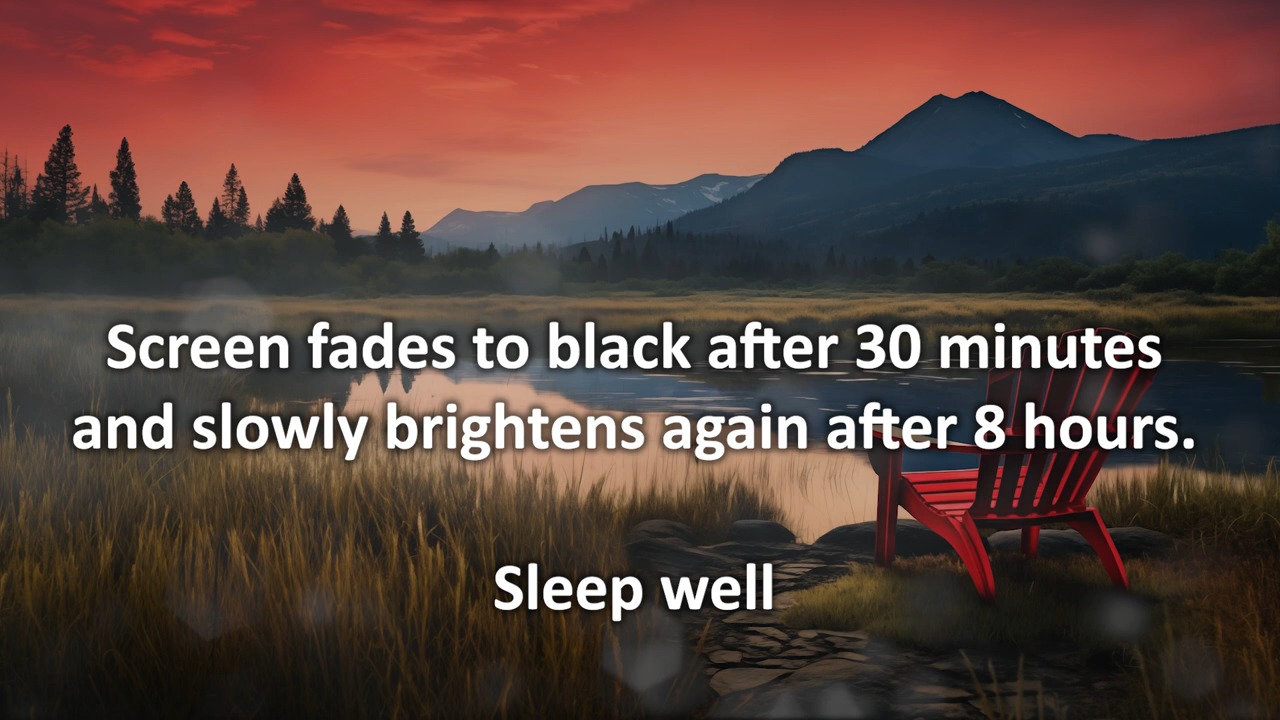 Screen fades to black after 30 minutes
and slowly brightens again after 8 hours.
Sleep well